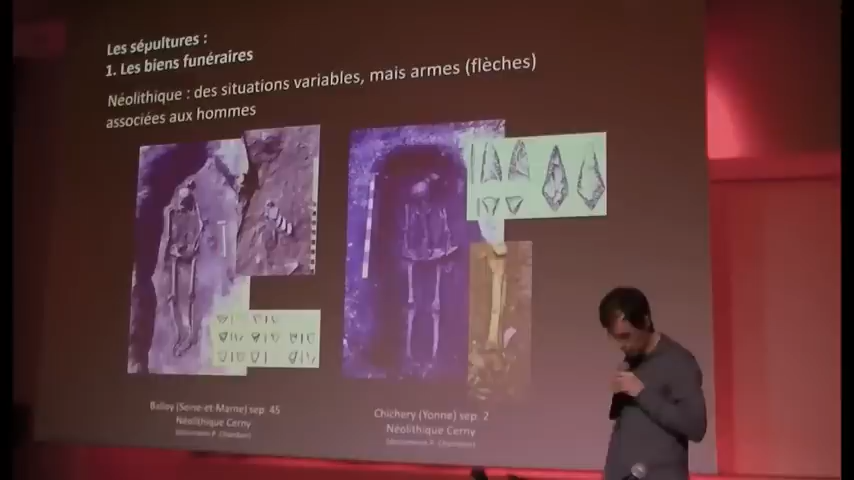 Les sépultures :
1. Les biens funéraires
Néolithique : des situations variables, mais armes (flèches)
associées aux hommes
Balloy (Seine-et-Marne) sep. 45
Néolithique Cerny
Chichery (Yonne) sep. 2
Néolithique Cerny